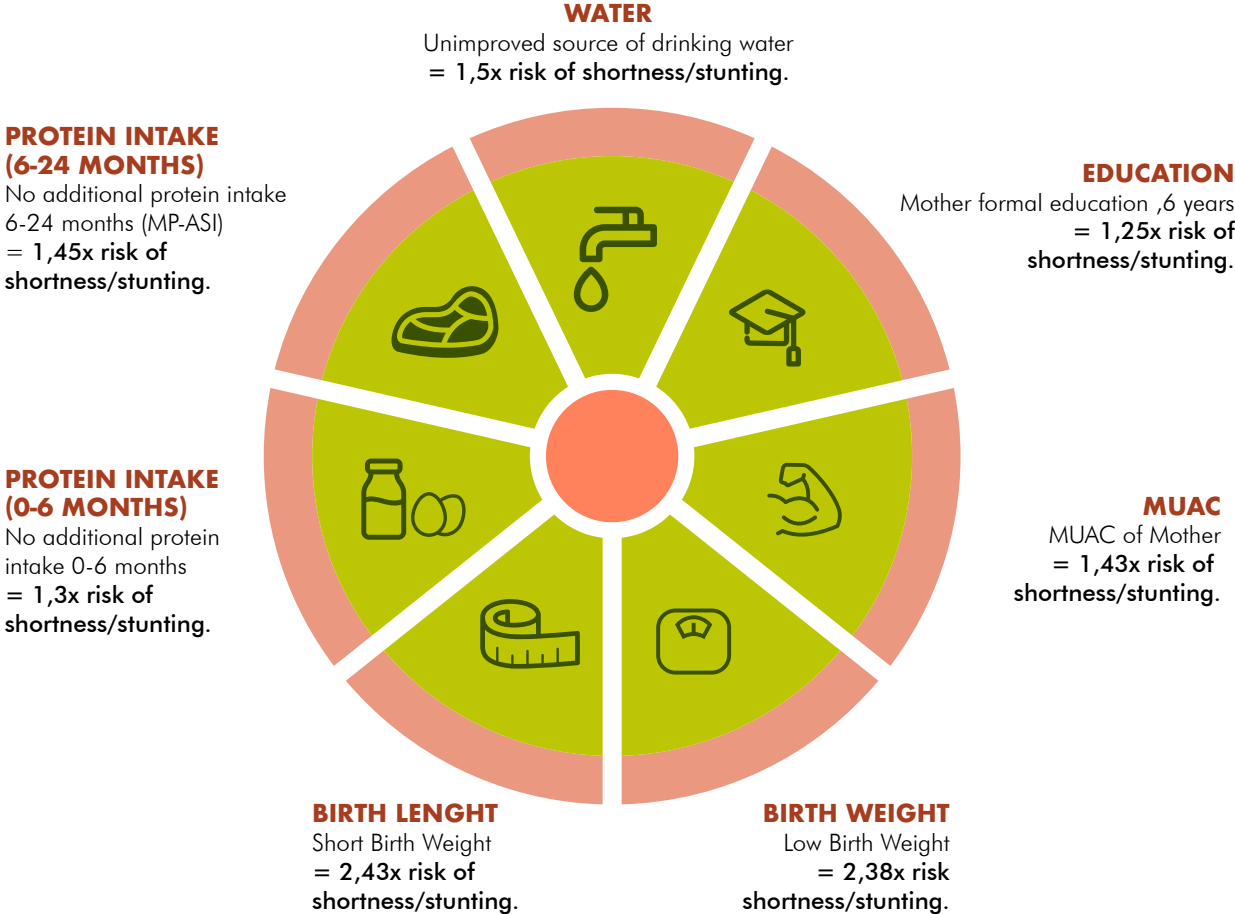 WATER
Unimproved source of drinking water
= 1,5x risk of shortness/stunting.
EDUCATION
Mother formal education ,6 years
= 1,25x risk of
shortness/stunting.
MUAC
MUAC of Mother
= 1,43x risk of
shortness/stunting.
BIRTH WEIGHT
Low Birth Weight
= 2,38x risk
shortness/stunting.
BIRTH LENGHT
Short Birth Weight
= 2,43x risk of
shortness/stunting.
PROTEIN INTAKE
(0-6 MONTHS)
No additional protein
intake 0-6 months
= 1,3x risk of
shortness/stunting.
PROTEIN INTAKE
(6-24 MONTHS)
No additional protein intake
6-24 months (MP-ASI)
= 1,45x risk of
shortness/stunting.